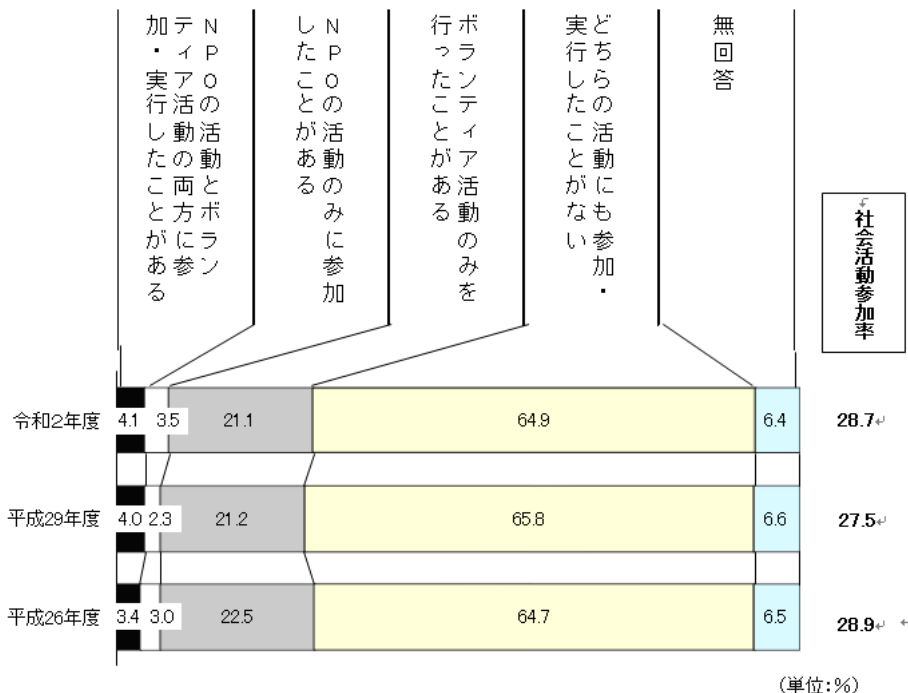 NPOの活動とボラン
ティア活動の両方に参
加・実行したことがある
NPOの活動のみに参加
したことがある
ボランティア活動のみを
行ったことがある
どちらの活動にも参加・
実行したことがない
無回答
社会活動参加率
令和2年度 4.1 3.5 21.1 64.9 6.4 28.7
平成29年度 4.0 2.3 21.2 65.8 6.6 27.5
平成26年度 3.4 3.0 22.5 64.7 6.5 28.9
(単位:%)